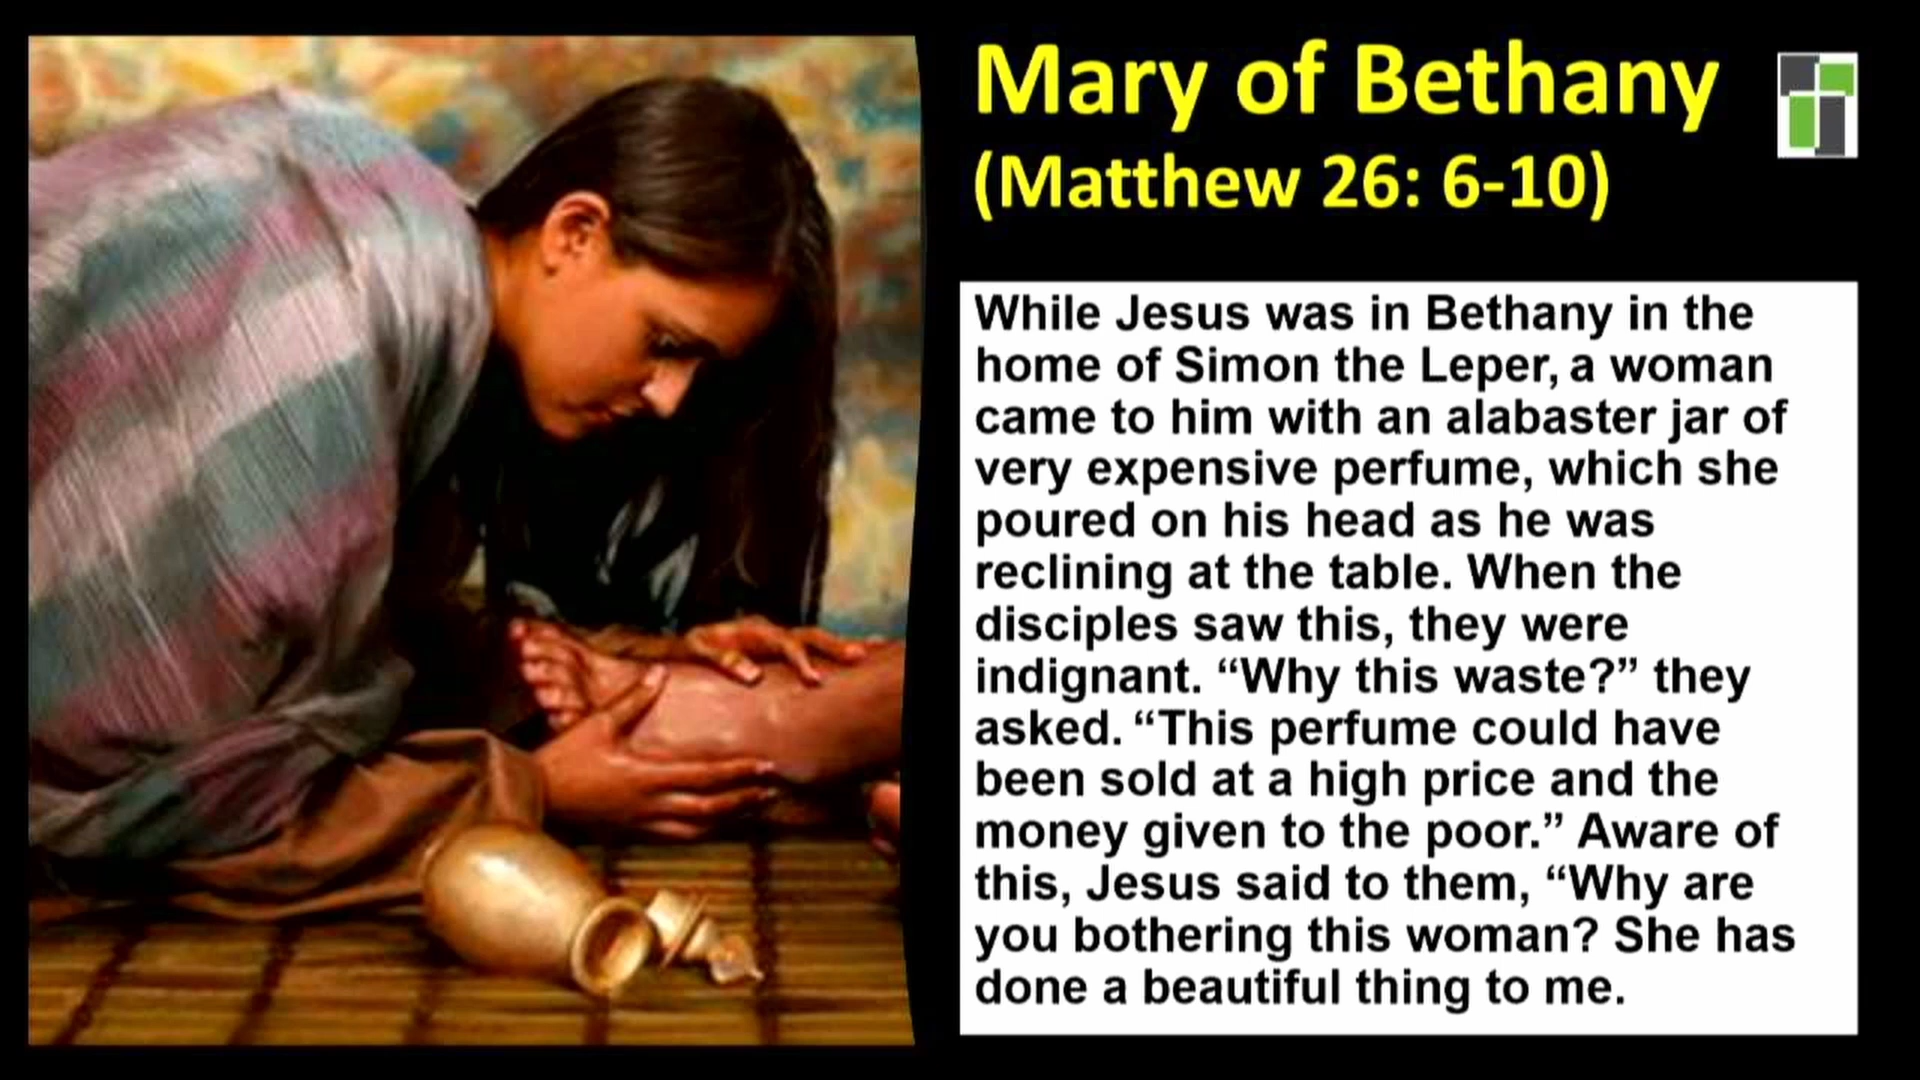 Mary of Bethany
(Matthew 26: 6-10)
While Jesus was in Bethany in the
home of Simon the Leper, a woman
came to him with an alabaster jar of
very expensive perfume, which she
poured on his head as he was
reclining at the table. When the
disciples saw this, they were
indignant. “Why this waste?” they
asked. “This perfume could have
been sold at a high price and the
money given to the poor.” Aware of
this, Jesus said to them, “Why are
you bothering this woman? She has
done a beautiful thing to me.